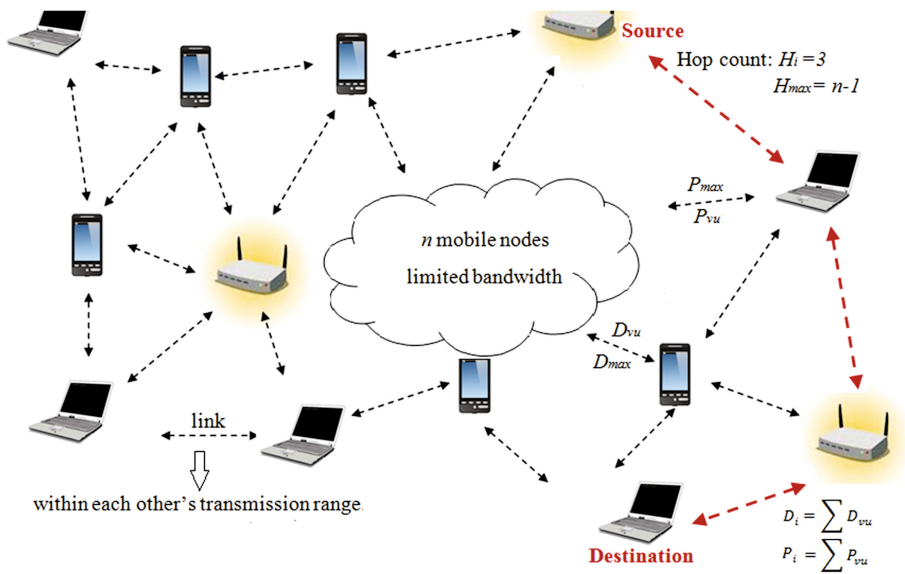 Source
Hop count: Hi =3
Hmax= n-1
Pmax
Pvu
n mobile nodes
limited bandwidth
Dvu
Dmax
link
within each other's transmission range
Destination
Di = ∑ Dvu
Pi = ∑ Pvu